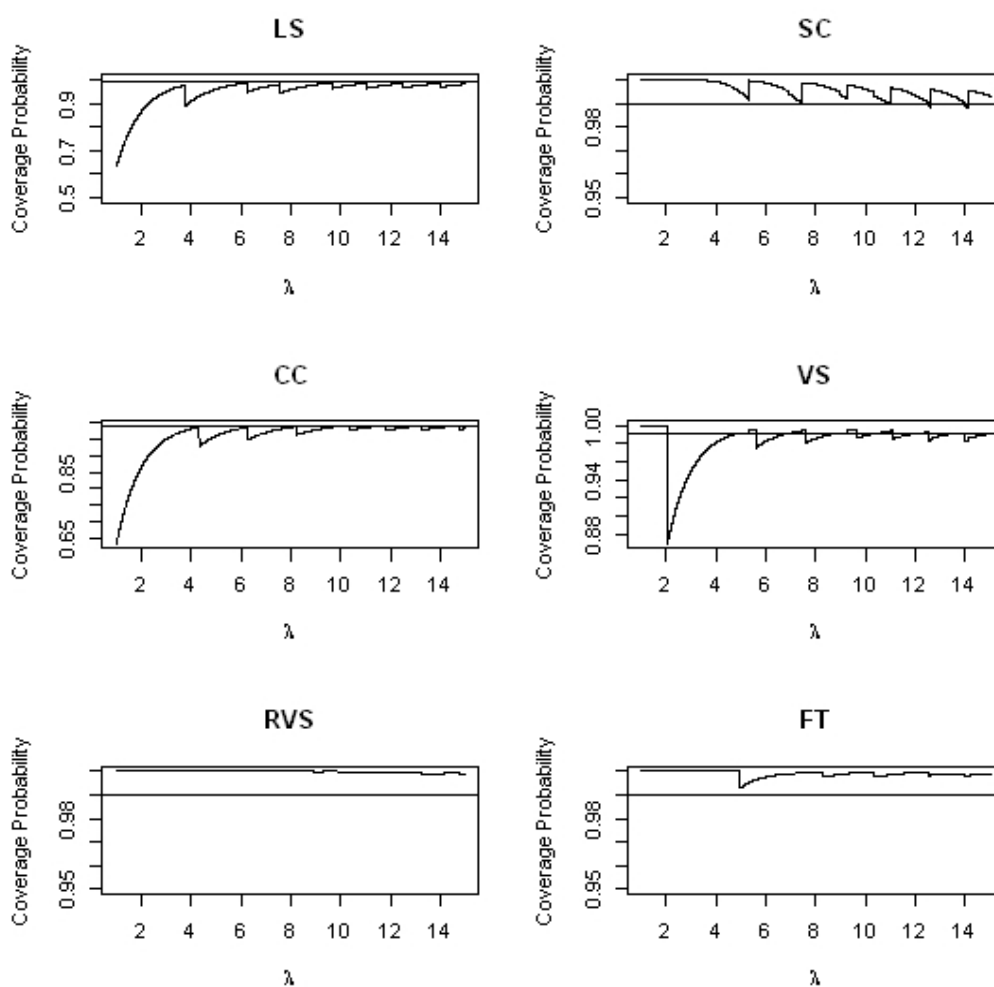 LS
Coverage Probability
0.5 0.7 0.9
2 4 6 8 10 12 14
λ
SC
Coverage Probability
0.95 0.98
2 4 6 8 10 12 14
λ
CC
Coverage Probability
0.65 0.85
2 4 6 8 10 12 14
λ
VS
Coverage Probability
0.88 0.94 1.00 1.00
2 4 6 8 10 12 14
λ
RVS
Coverage Probability
0.95 0.98
2 4 6 8 10 12 14
λ
FT
Coverage Probability
0.95 0.98
2 4 6 8 10 12 14
λ